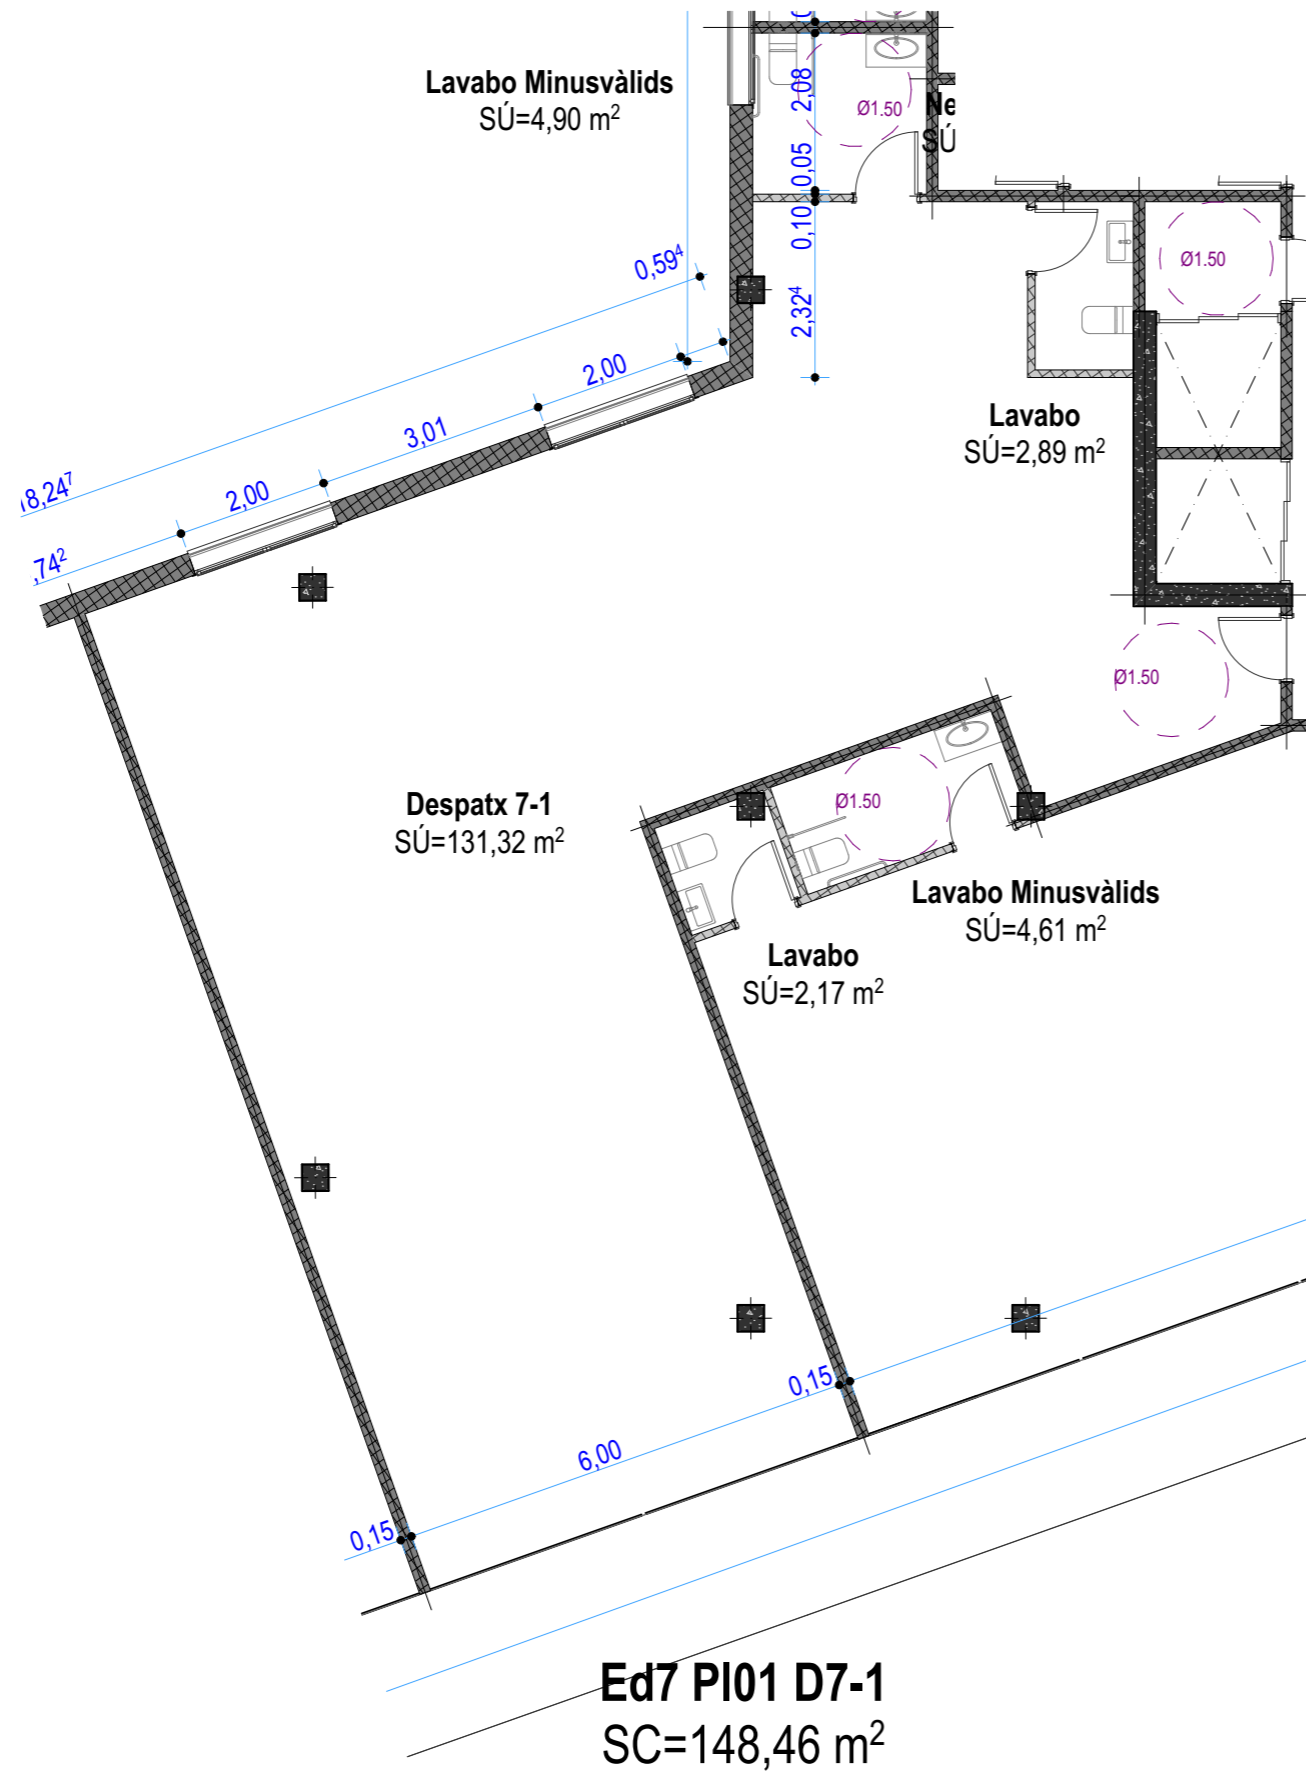 Lavabo Minusvàlids
SÚ=4,90 m²
2,08
Ø1.50
0,05
0,10
2,32⁴
Ø1.50
0,59⁴
2,00
3,01
2,00
18,24⁷
,74²
Lavabo
SÚ=2,89 m²
Ø1.50
Despatx 7-1
SÚ=131,32 m²
Ø1.50
Lavabo Minusvàlids
SÚ=4,61 m²
Lavabo
SÚ=2,17 m²
0,15
6,00
0,15
Ed7 Pl01 D7-1
SC=148,46 m²